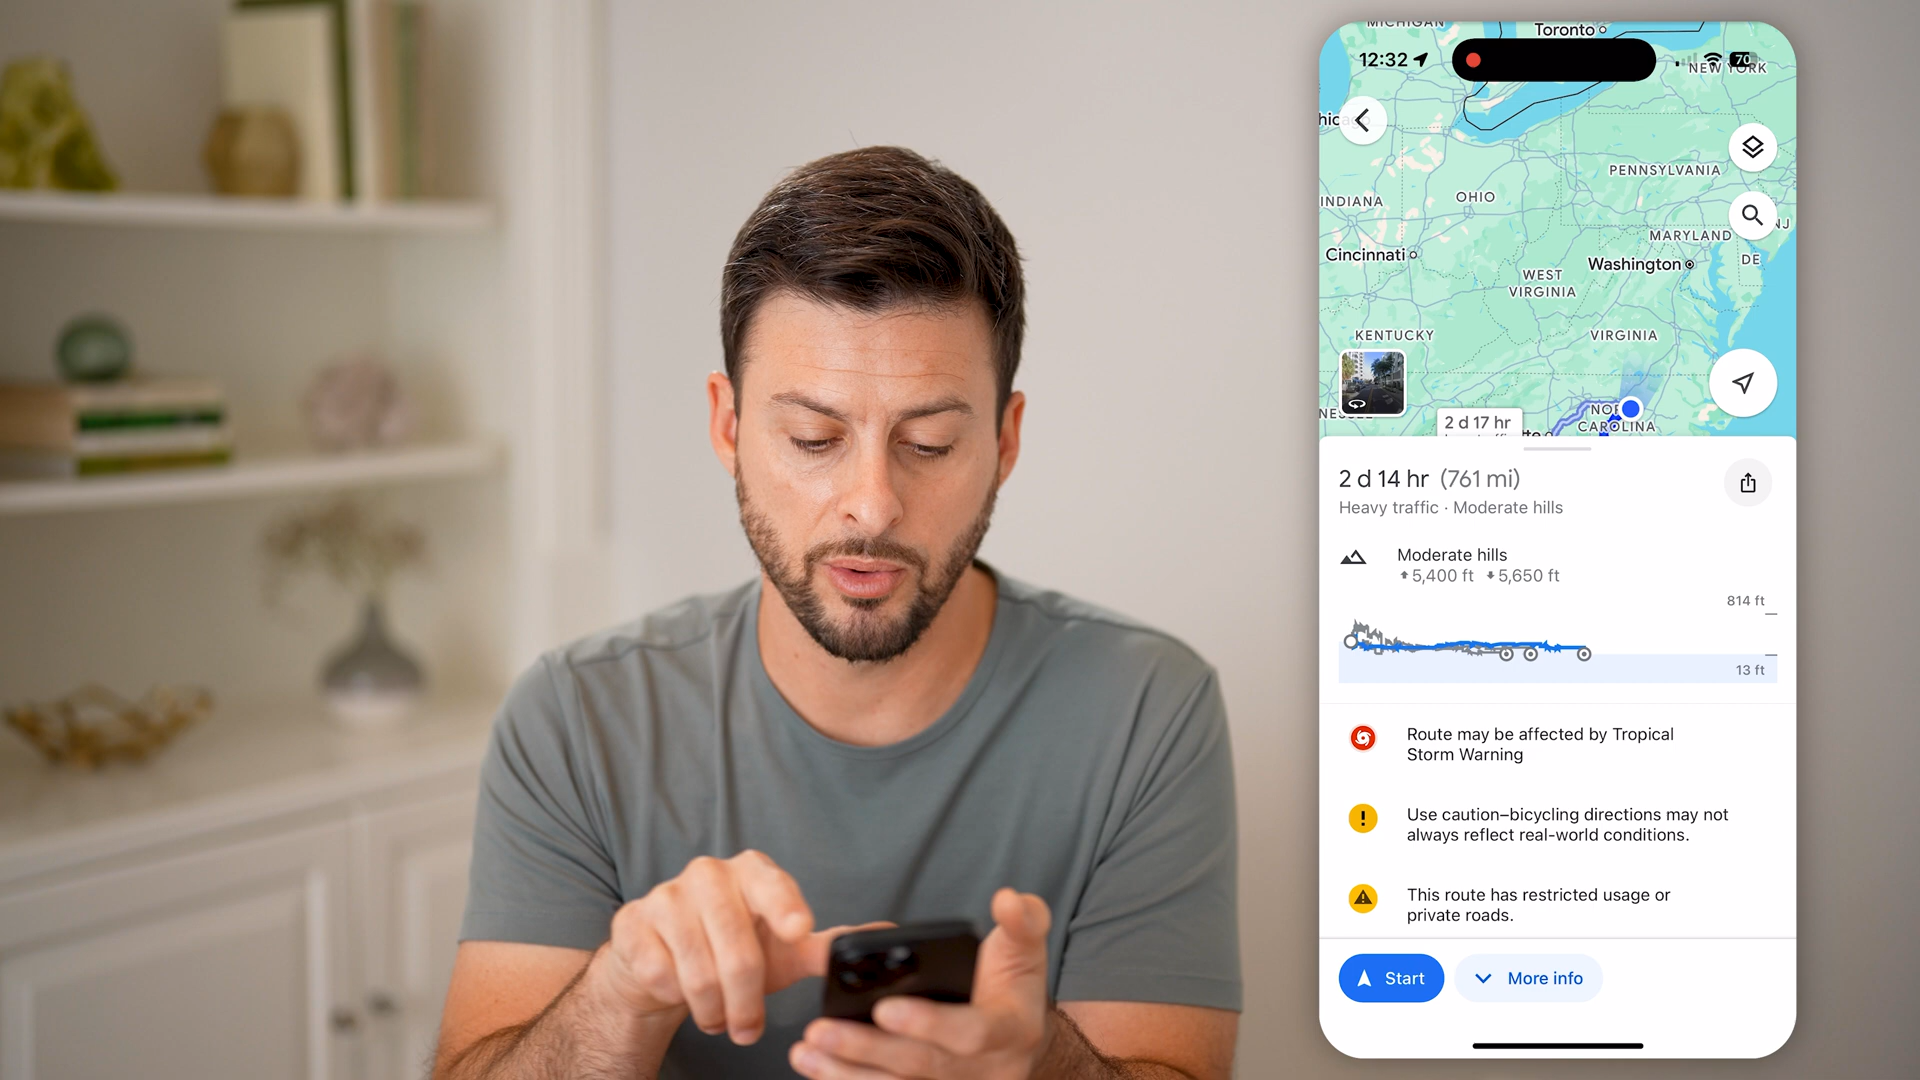 MICHIGAN
Toronto
12:32
70
NEW YORK
hic
PENNSYLVANIA
OHIO
INDIANA
NJ
MARYLAND
Cincinnati
Washington
DE
WEST
VIRGINIA
KENTUCKY
VIRGINIA
2 d 17 hr
CAROLINA
2 d 14 hr (761 mi)
Heavy traffic · Moderate hills
Moderate hills
5,400 ft 5,650 ft
814 ft
13 ft
Route may be affected by Tropical
Storm Warning
Use caution–bicycling directions may not
always reflect real-world conditions.
This route has restricted usage or
private roads.
Start
More info